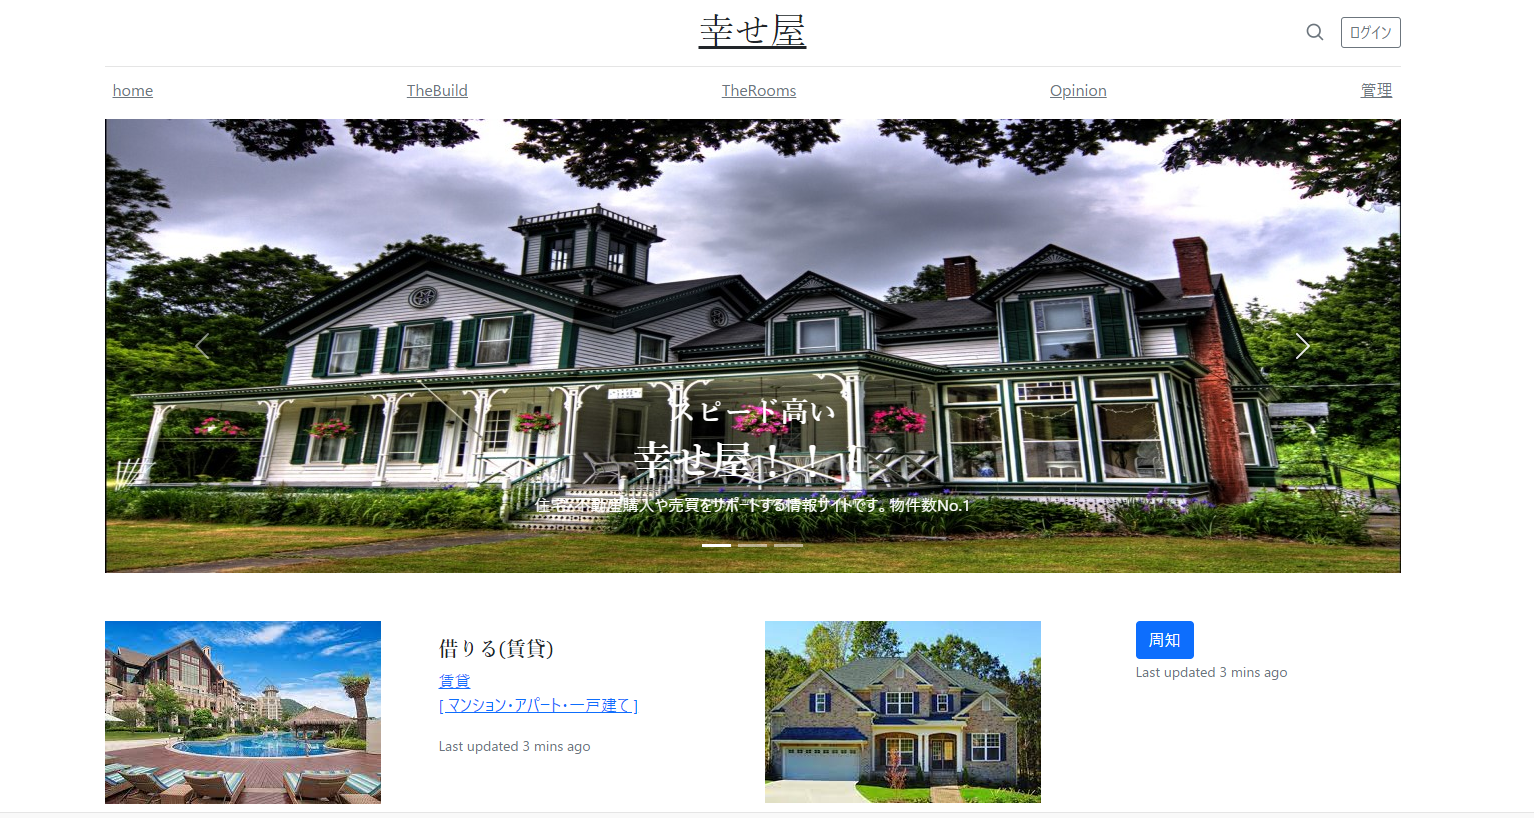 幸せ屋
ログイン
home
TheBuild
TheRooms
Opinion
管理
スピード高い
幸せ屋！！！
住宅/不動産購入や売買をサポートする情報サイトです。物件数No.1
借りる(賃貸)
賃貸
[ マンション・アパート・一戸建て ]
Last updated 3 mins ago
周知
Last updated 3 mins ago